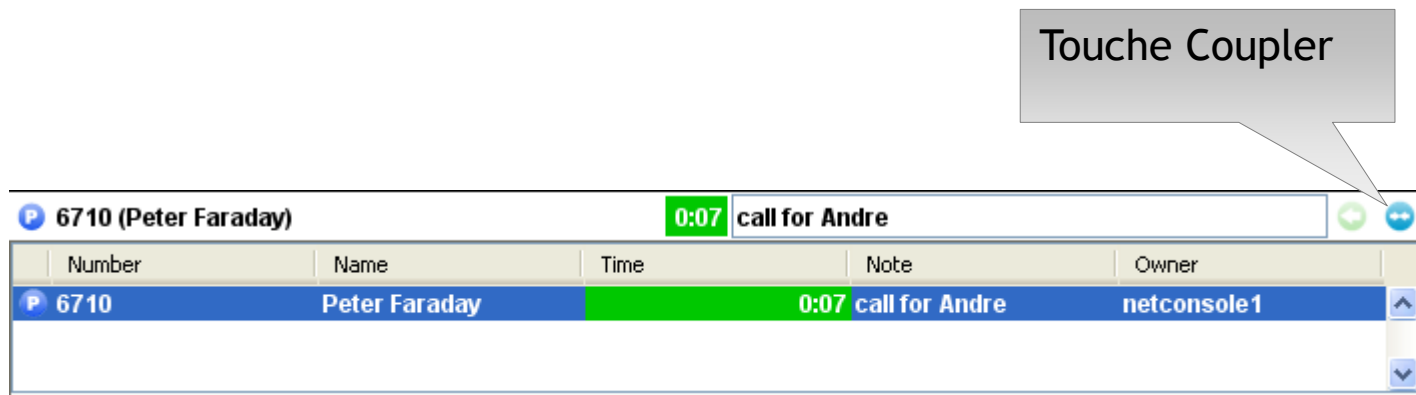 Touche Coupler
P 6710 (Peter Faraday) 0:07 call for Andre
Number Name Time Note Owner
P 6710 Peter Faraday 0:07 call for Andre netconsole1